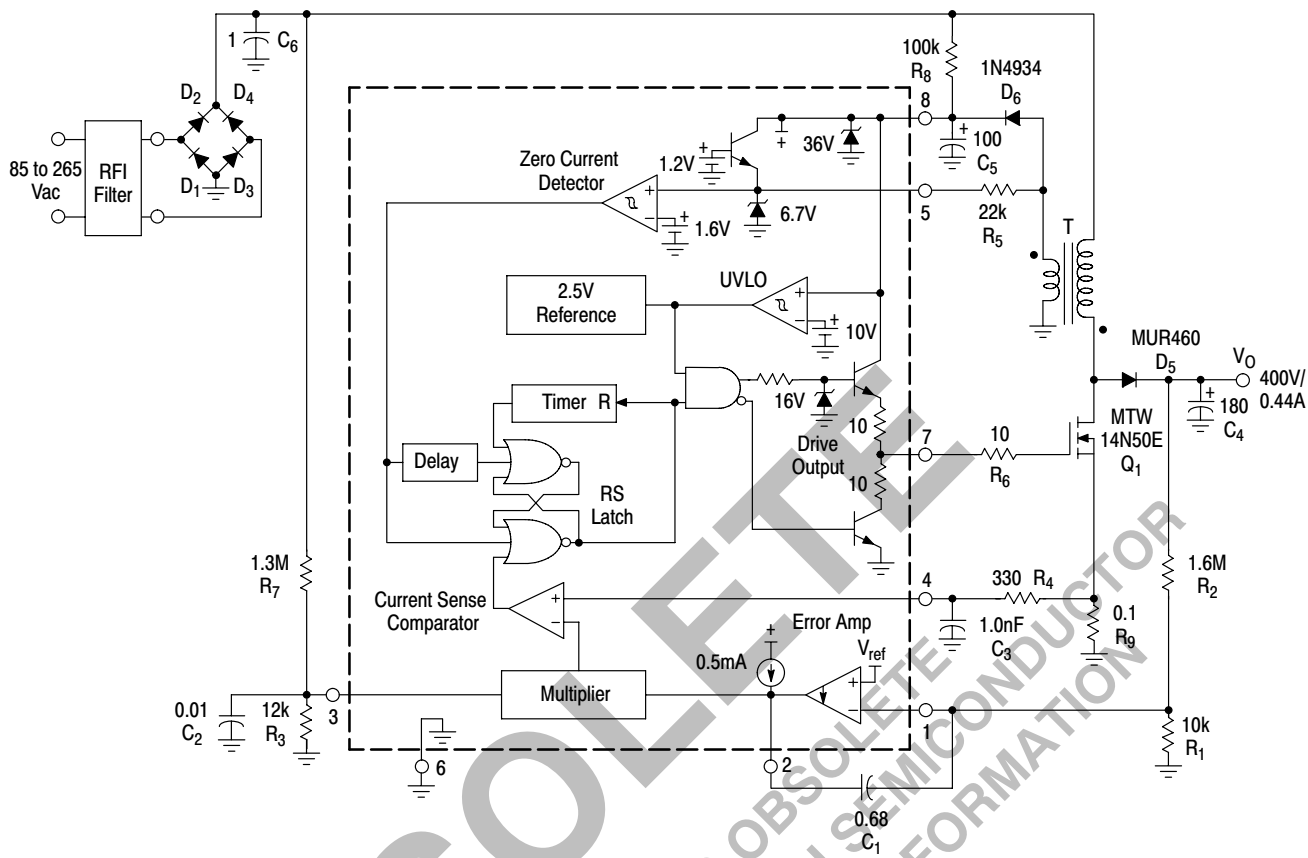 1
C6
D2
D4
D1
D3
85 to 265
Vac
RFI
Filter
100k
R8
1N4934
D6
8
100
C5
+
36V
1.2V
+
+
Zero Current
Detector
+
−
1.6V
+
6.7V
5
22k
R5
T
UVLO
2.5V
Reference
+
−
10V
+
MUR460
D5
VO
400V/
0.44A
+
180
C4
MTW
14N50E
Q1
16V
Timer R
10
Drive
Output
7
10
R6
10
Delay
RS
Latch
1.3M
R7
Current Sense
Comparator
+
−
4
330
R4
1.0nF
C3
0.1
R9
1.6M
R2
Error Amp
Vref
+
−
+
0.5mA
Multiplier
1
10k
R1
0.01
C2
12k
R3
3
6
2
0.68
C1
OBSOLETE
OBSOLETE
SEMICONDUCTOR
FORMATION